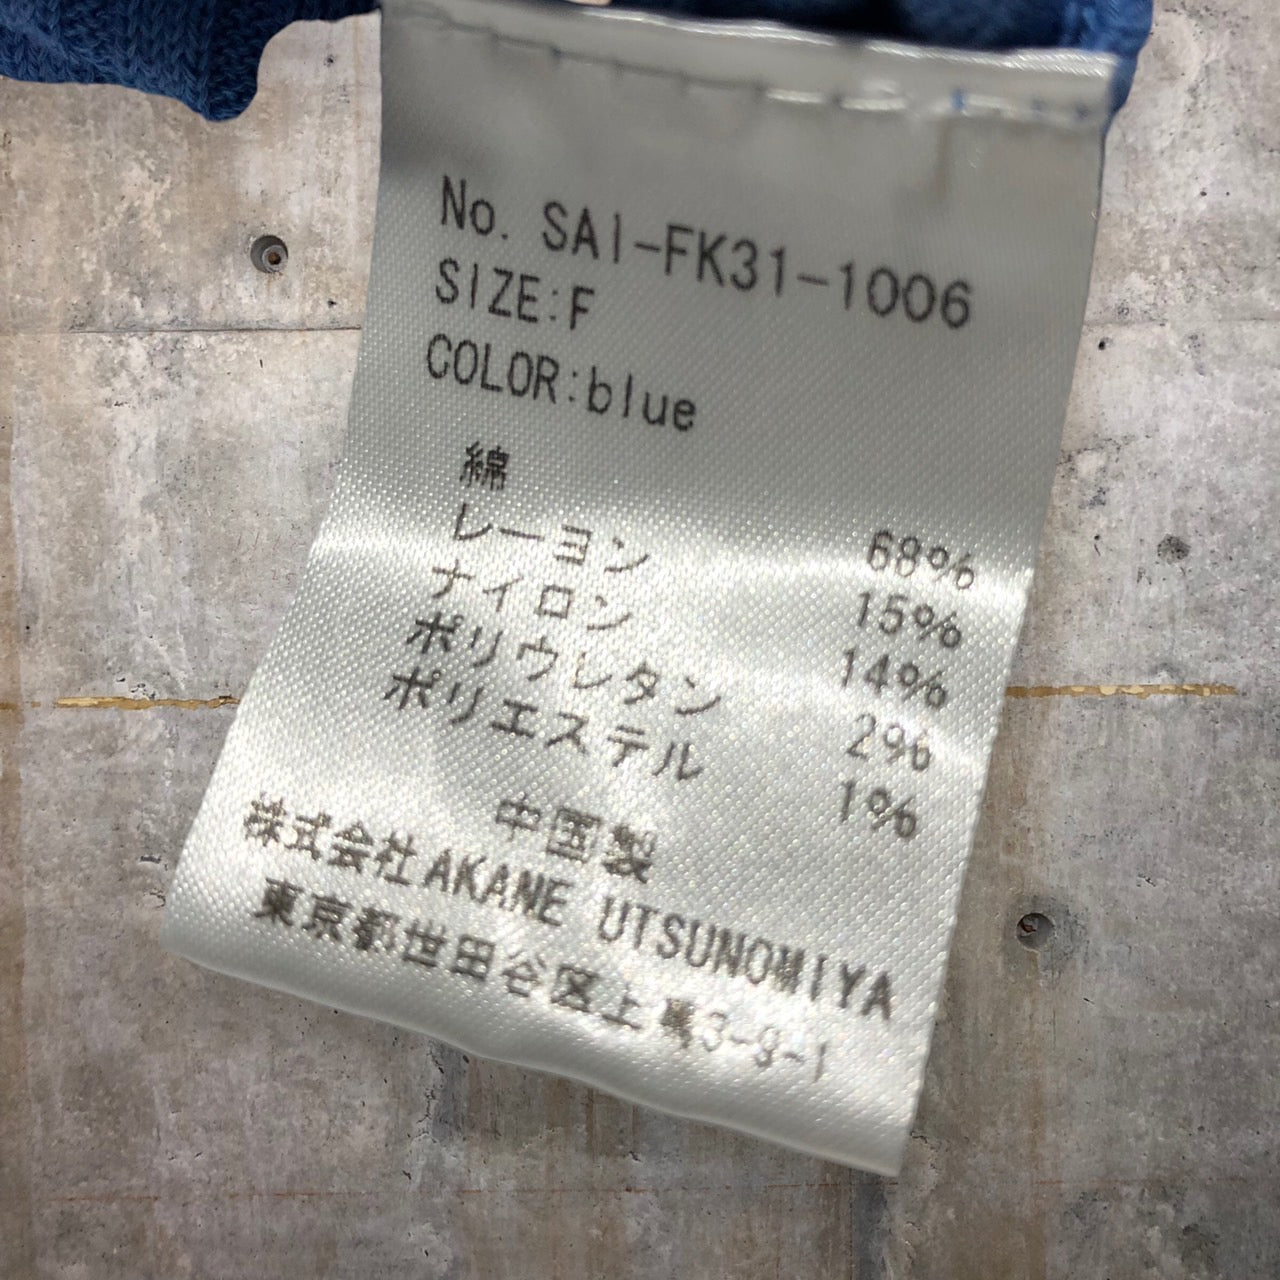 No. SAI-FK31-1006
SIZE:F
COLOR:blue
綿 68%
レーヨン 15%
ナイロン 14%
ポリウレタン 2%
ポリエステル 1%
中国製
株式会社AKANE UTSUNOMIYA
東京都世田谷区上馬3-9-1